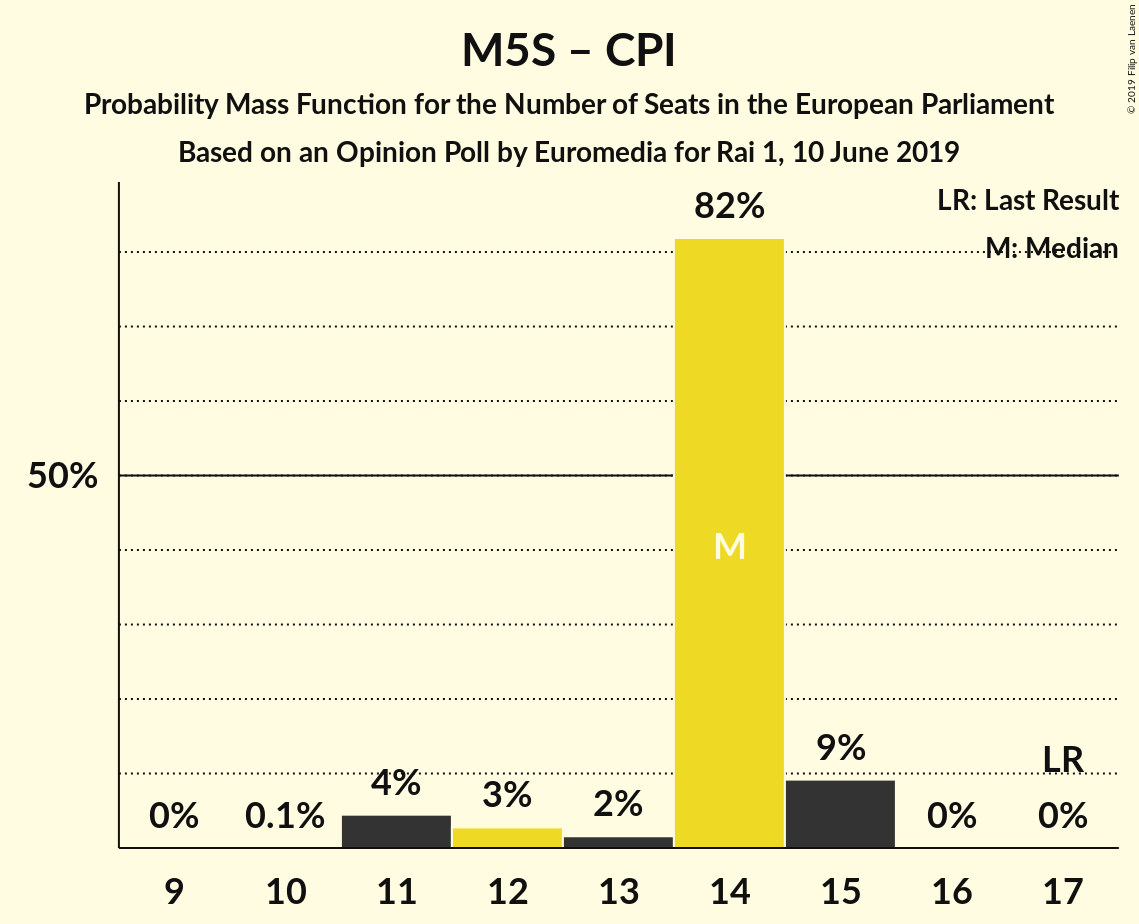 M5S – CPI
Probability Mass Function for the Number of Seats in the European Parliament
Based on an Opinion Poll by Euromedia for Rai 1, 10 June 2019
© 2019 Filip van Laenen
LR: Last Result
M: Median
82%
50%
M
9%
LR
4%
3%
2%
0%
0.1%
0%
0%
9 10 11 12 13 14 15 16 17